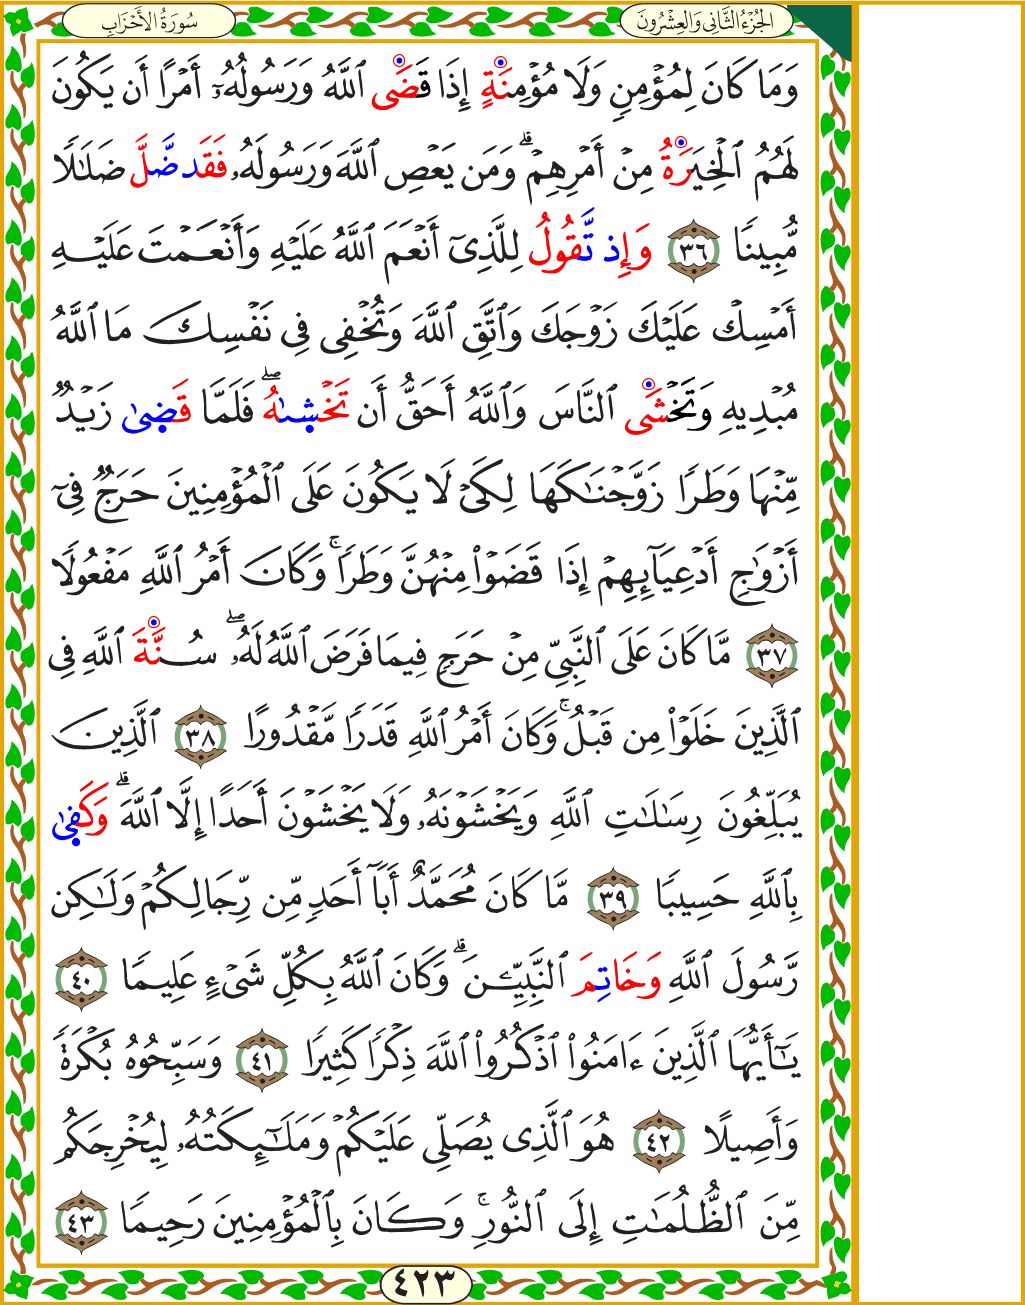 الجُزْءُ الثَّانِي وَالعِشْرُونَ
سُورَةُ الأَحْزَابِ
وَمَا كَانَ لِمُؤْمِنٖ وَلَا مُؤْمِنَةٍ إِذَا قَضَى ٱللَّهُ وَرَسُولُهُۥٓ أَمْرًا أَن يَكُونَ
لَهُمُ ٱلْخِيَرَةُ مِنْ أَمْرِهِمْۗ وَمَن يَعْصِ ٱللَّهَ وَرَسُولَهُۥ فَقَد ضَّلَّ ضَلَٰلًا
مُّبِينًا ٣٦ وَإِذ تَّقُولُ لِلَّذِىٓ أَنْعَمَ ٱللَّهُ عَلَيْهِ وَأَنْعَمْتَ عَلَيْهِ
أَمْسِكْ عَلَيْكَ زَوْجَكَ وَٱتَّقِ ٱللَّهَ وَتُخْفِى فِى نَفْسِكَ مَا ٱللَّهُ
مُبْدِيهِ وَتَخْشَى ٱلنَّاسَ وَٱللَّهُ أَحَقُّ أَن تَخْشٜىٰهُۖ فَلَمَّا قَضٜىٰ زَيْدٌ
مِّنْهَا وَطَرًا زَوَّجْنَٰكَهَا لِكَىْ لَا يَكُونَ عَلَى ٱلْمُؤْمِنِينَ حَرَجٌ فِىٓ
أَزْوَٰجِ أَدْعِيَآئِهِمْ إِذَا قَضَوْا۟ مِنْهُنَّ وَطَرًاۚ وَكَانَ أَمْرُ ٱللَّهِ مَفْعُولًا
٣٧ مَّا كَانَ عَلَى ٱلنَّبِىِّ مِنْ حَرَجٍ فِيمَا فَرَضَ ٱللَّهُ لَهُۥۖ سُنَّةَ ٱللَّهِ فِى
ٱلَّذِينَ خَلَوْا۟ مِن قَبْلُۚ وَكَانَ أَمْرُ ٱللَّهِ قَدَرًا مَّقْدُورًا ٣٨ ٱلَّذِينَ
يُبَلِّغُونَ رِسَٰلَٰتِ ٱللَّهِ وَيَخْشَوْنَهُۥ وَلَا يَخْشَوْنَ أَحَدًا إِلَّا ٱللَّهَۗ وَكَفٜىٰ
بِٱللَّهِ حَسِيبًا ٣٩ مَّا كَانَ مُحَمَّدٌ أَبَآ أَحَدٍ مِّن رِّجَالِكُمْ وَلَٰكِن
رَّسُولَ ٱللَّهِ وَخَاتِمَ ٱلنَّبِيِّـۧنَۗ وَكَانَ ٱللَّهُ بِكُلِّ شَىْءٍ عَلِيمًا ٤٠
يَٰٓأَيُّهَا ٱلَّذِينَ ءَامَنُوا۟ ٱذْكُرُوا۟ ٱللَّهَ ذِكْرًا كَثِيرًا ٤١ وَسَبِّحُوهُ بُكْرَةً
وَأَصِيلًا ٤٢ هُوَ ٱلَّذِى يُصَلِّى عَلَيْكُمْ وَمَلَٰٓئِكَتُهُۥ لِيُخْرِجَكُم
مِّنَ ٱلظُّلُمَٰتِ إِلَى ٱلنُّورِۚ وَكَانَ بِٱلْمُؤْمِنِينَ رَحِيمًا ٤٣
٤٢٣